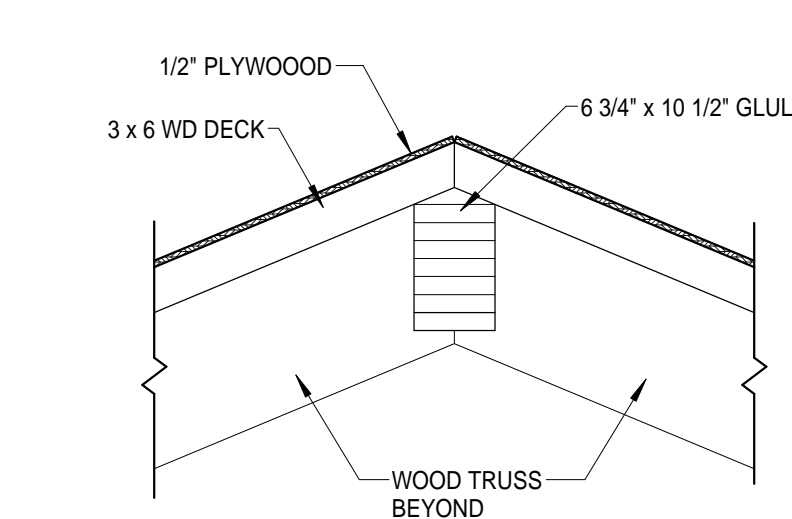 1/2" PLYWOOOD
6 3/4" x 10 1/2" GLUL
3 x 6 WD DECK
WOOD TRUSS
BEYOND